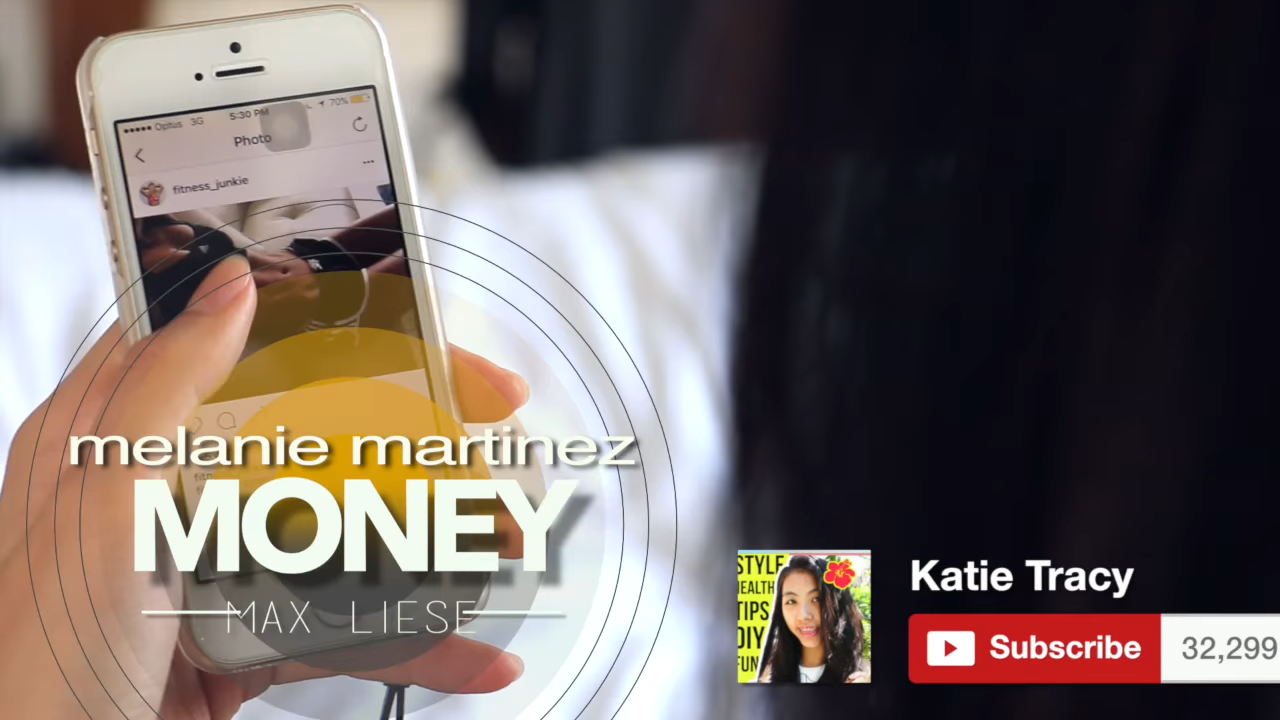 Optus 3G 5:30 PM 70%
Photo
fitness_junkie
melanie martinez
MONEY
MAX LIESE
STYLE
HEALTH
TIPS
DIY
FUN
Katie Tracy
Subscribe 32,299